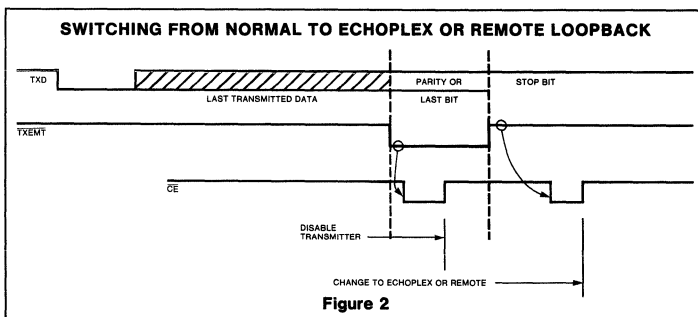 SWITCHING FROM NORMAL TO ECHOPLEX OR REMOTE LOOPBACK
TXD
PARITY OR
STOP BIT
LAST TRANSMITTED DATA
LAST BIT
TXEMT
CE
DISABLE
TRANSMITTER
CHANGE TO ECHOPLEX OR REMOTE
Figure 2